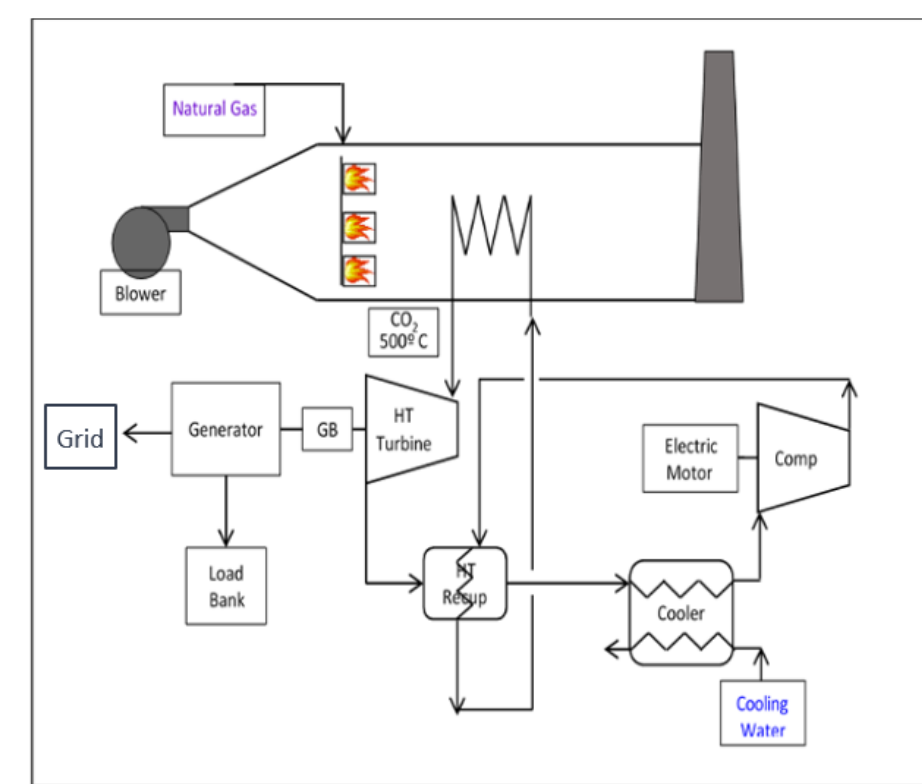 Natural Gas
Blower
CO₂
500º C
Grid
Generator
GB
HT
Turbine
Electric
Motor
Comp
Load
Bank
HT
Recup
Cooler
Cooling
Water